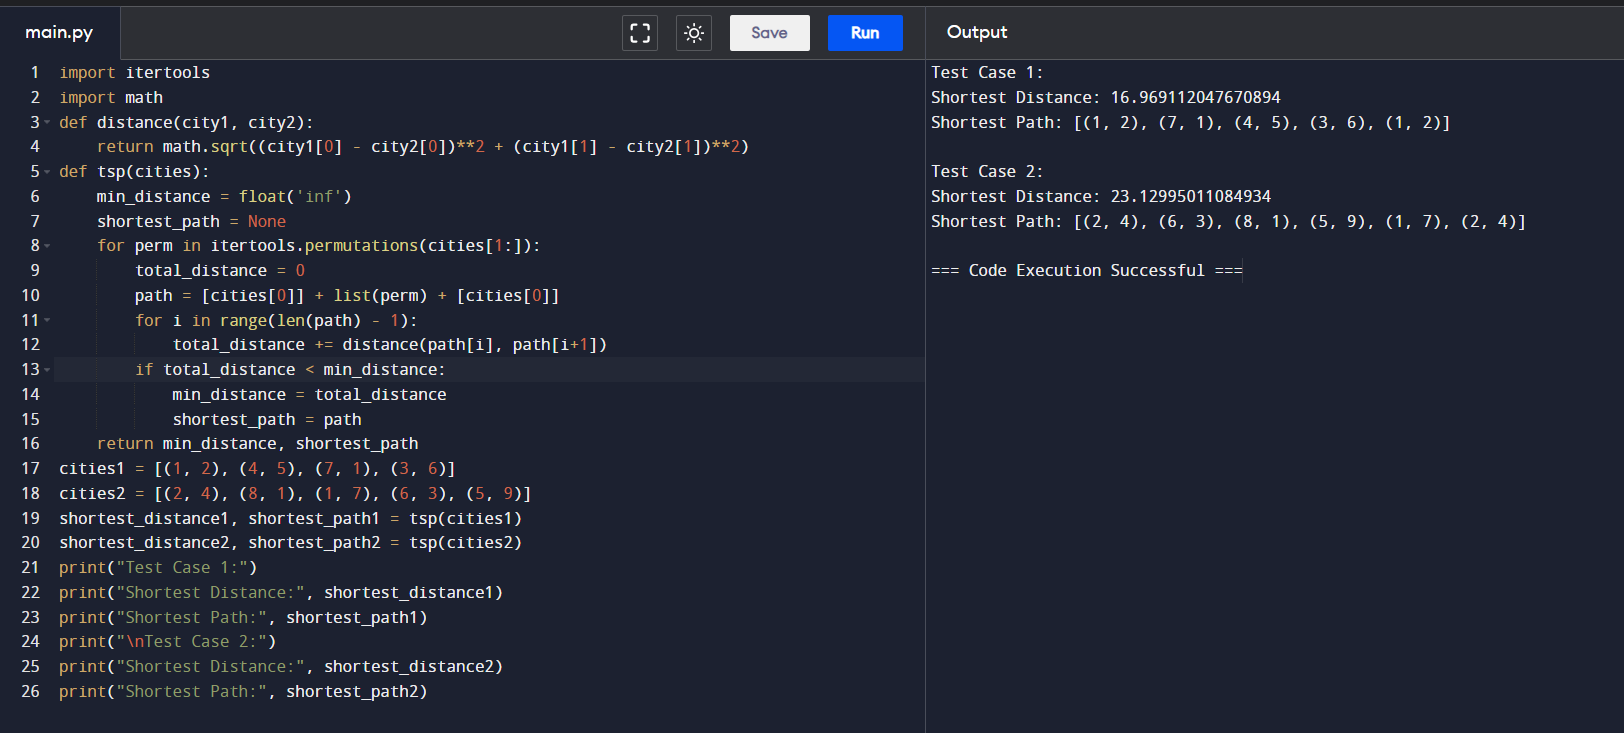 main.py
Save
Run
Output
1 import itertools
2 import math
3 def distance(city1, city2):
4     return math.sqrt((city1[0] - city2[0])**2 + (city1[1] - city2[1])**2)
5 def tsp(cities):
6     min_distance = float('inf')
7     shortest_path = None
8     for perm in itertools.permutations(cities[1:]):
9         total_distance = 0
10         path = [cities[0]] + list(perm) + [cities[0]]
11         for i in range(len(path) - 1):
12             total_distance += distance(path[i], path[i+1])
13         if total_distance < min_distance:
14             min_distance = total_distance
15             shortest_path = path
16     return min_distance, shortest_path
17 cities1 = [(1, 2), (4, 5), (7, 1), (3, 6)]
18 cities2 = [(2, 4), (8, 1), (1, 7), (6, 3), (5, 9)]
19 shortest_distance1, shortest_path1 = tsp(cities1)
20 shortest_distance2, shortest_path2 = tsp(cities2)
21 print("Test Case 1:")
22 print("Shortest Distance:", shortest_distance1)
23 print("Shortest Path:", shortest_path1)
24 print("\nTest Case 2:")
25 print("Shortest Distance:", shortest_distance2)
26 print("Shortest Path:", shortest_path2)
Test Case 1:
Shortest Distance: 16.969112047670894
Shortest Path: [(1, 2), (7, 1), (4, 5), (3, 6), (1, 2)]
Test Case 2:
Shortest Distance: 23.12995011084934
Shortest Path: [(2, 4), (6, 3), (8, 1), (5, 9), (1, 7), (2, 4)]
=== Code Execution Successful ===